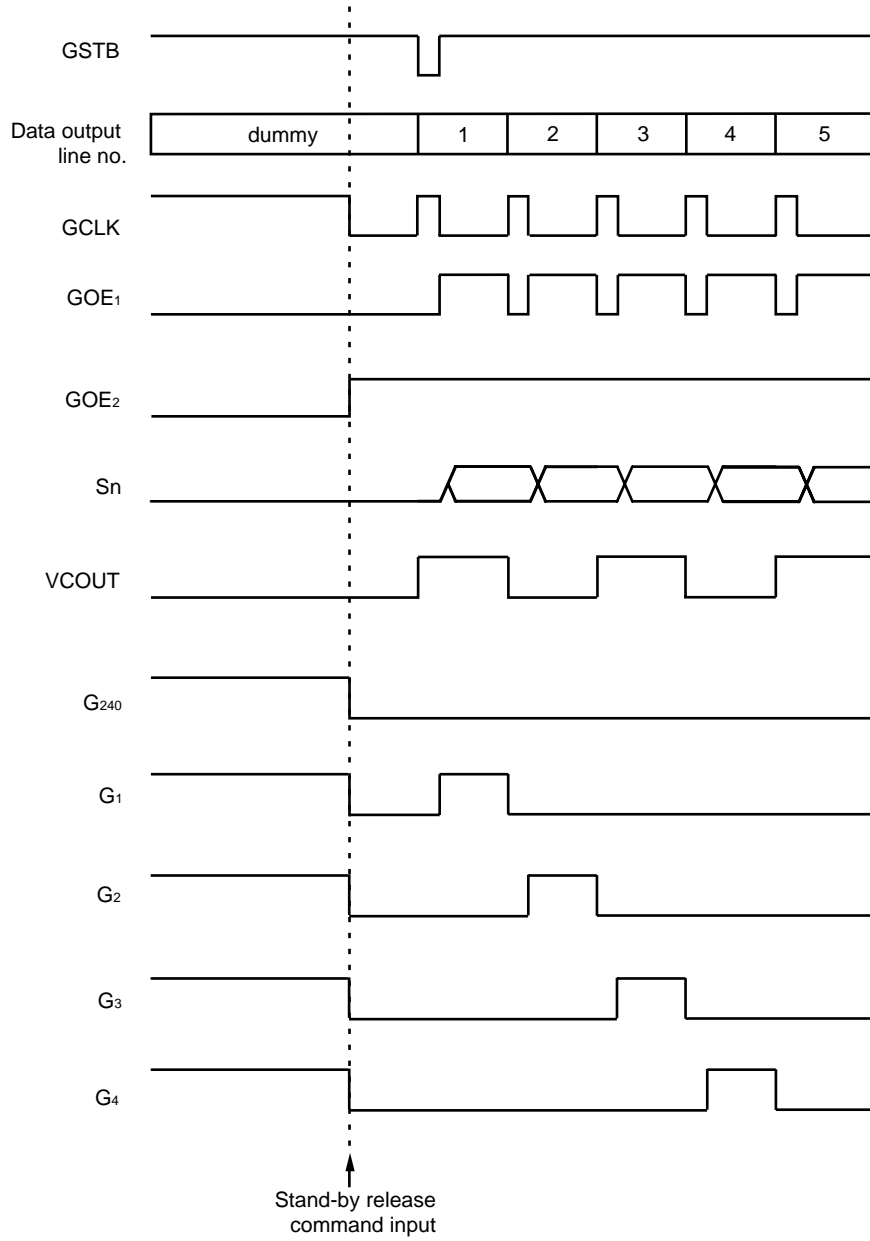 GSTB
Data output
line no.
dummy 1 2 3 4 5
GCLK
GOE1
GOE2
Sn
VCOUT
G240
G1
G2
G3
G4
Stand-by release
command input